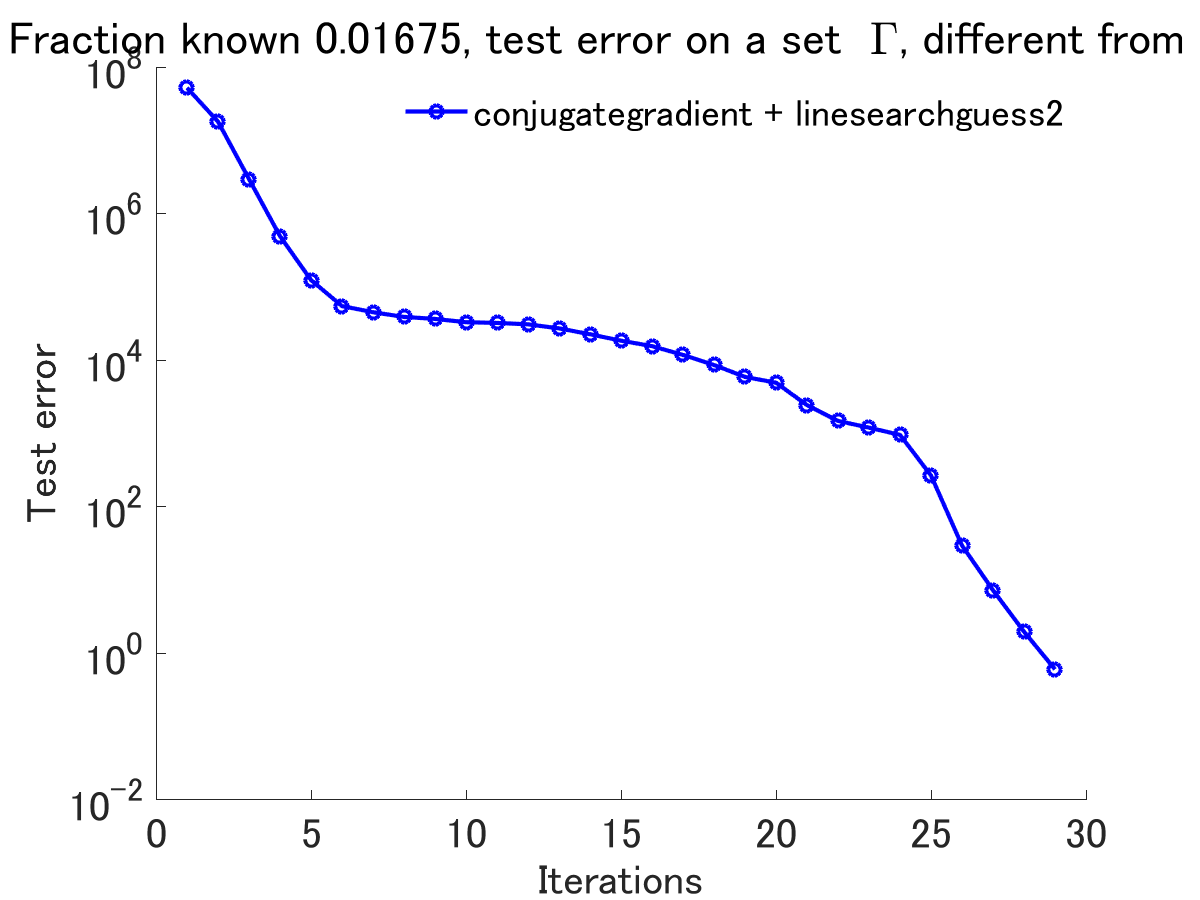 Fraction known 0.01675, test error on a set Γ, different from
10^8
conjugategradient + linesearchguess2
10^6
10^4
10^2
10^0
10^-2
Test error
0 5 10 15 20 25 30
Iterations